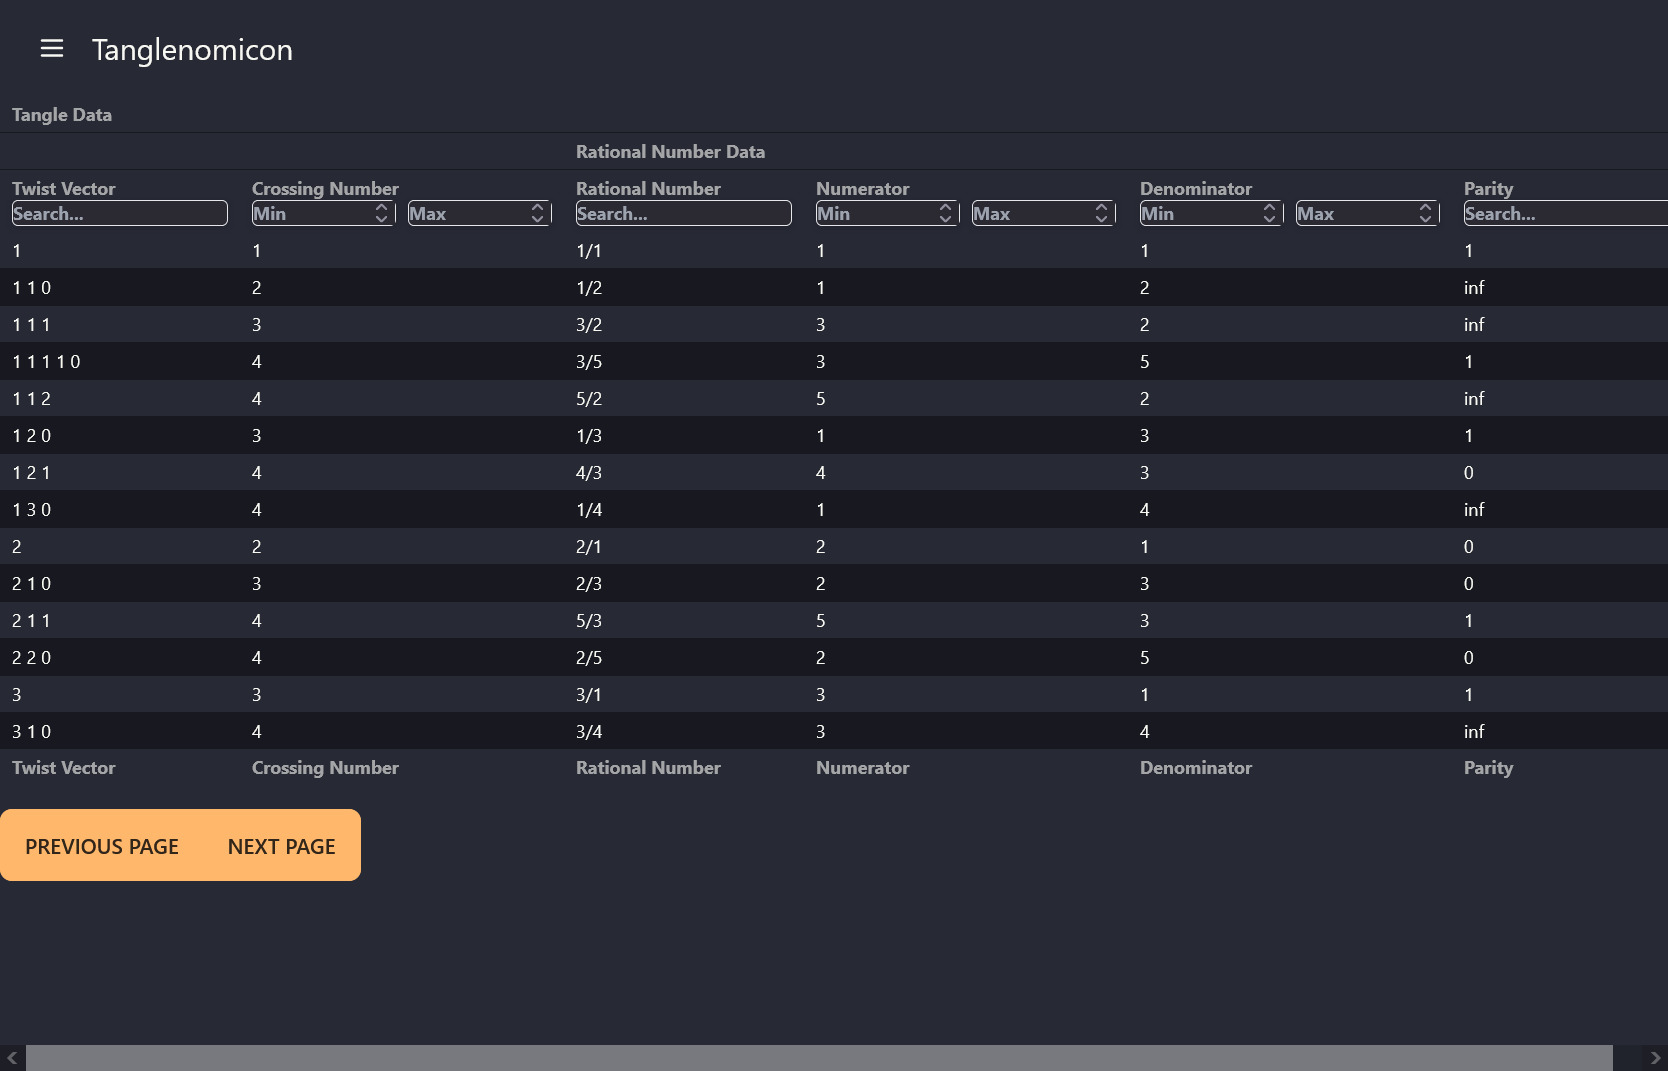 Tanglenomicon
Tangle Data
Rational Number Data
Twist Vector Crossing Number Rational Number Numerator Denominator Parity
Search... Min Max Search... Min Max Min Max Search...
1 1 1/1 1 1 1
1 1 0 2 1/2 1 2 inf
1 1 1 3 3/2 3 2 inf
1 1 1 1 0 4 3/5 3 5 1
1 1 2 4 5/2 5 2 inf
1 2 0 3 1/3 1 3 1
1 2 1 4 4/3 4 3 0
1 3 0 4 1/4 1 4 inf
2 2 2/1 2 1 0
2 1 0 3 2/3 2 3 0
2 1 1 4 5/3 5 3 1
2 2 0 4 2/5 2 5 0
3 3 3/1 3 1 1
3 1 0 4 3/4 3 4 inf
Twist Vector Crossing Number Rational Number Numerator Denominator Parity
PREVIOUS PAGE NEXT PAGE